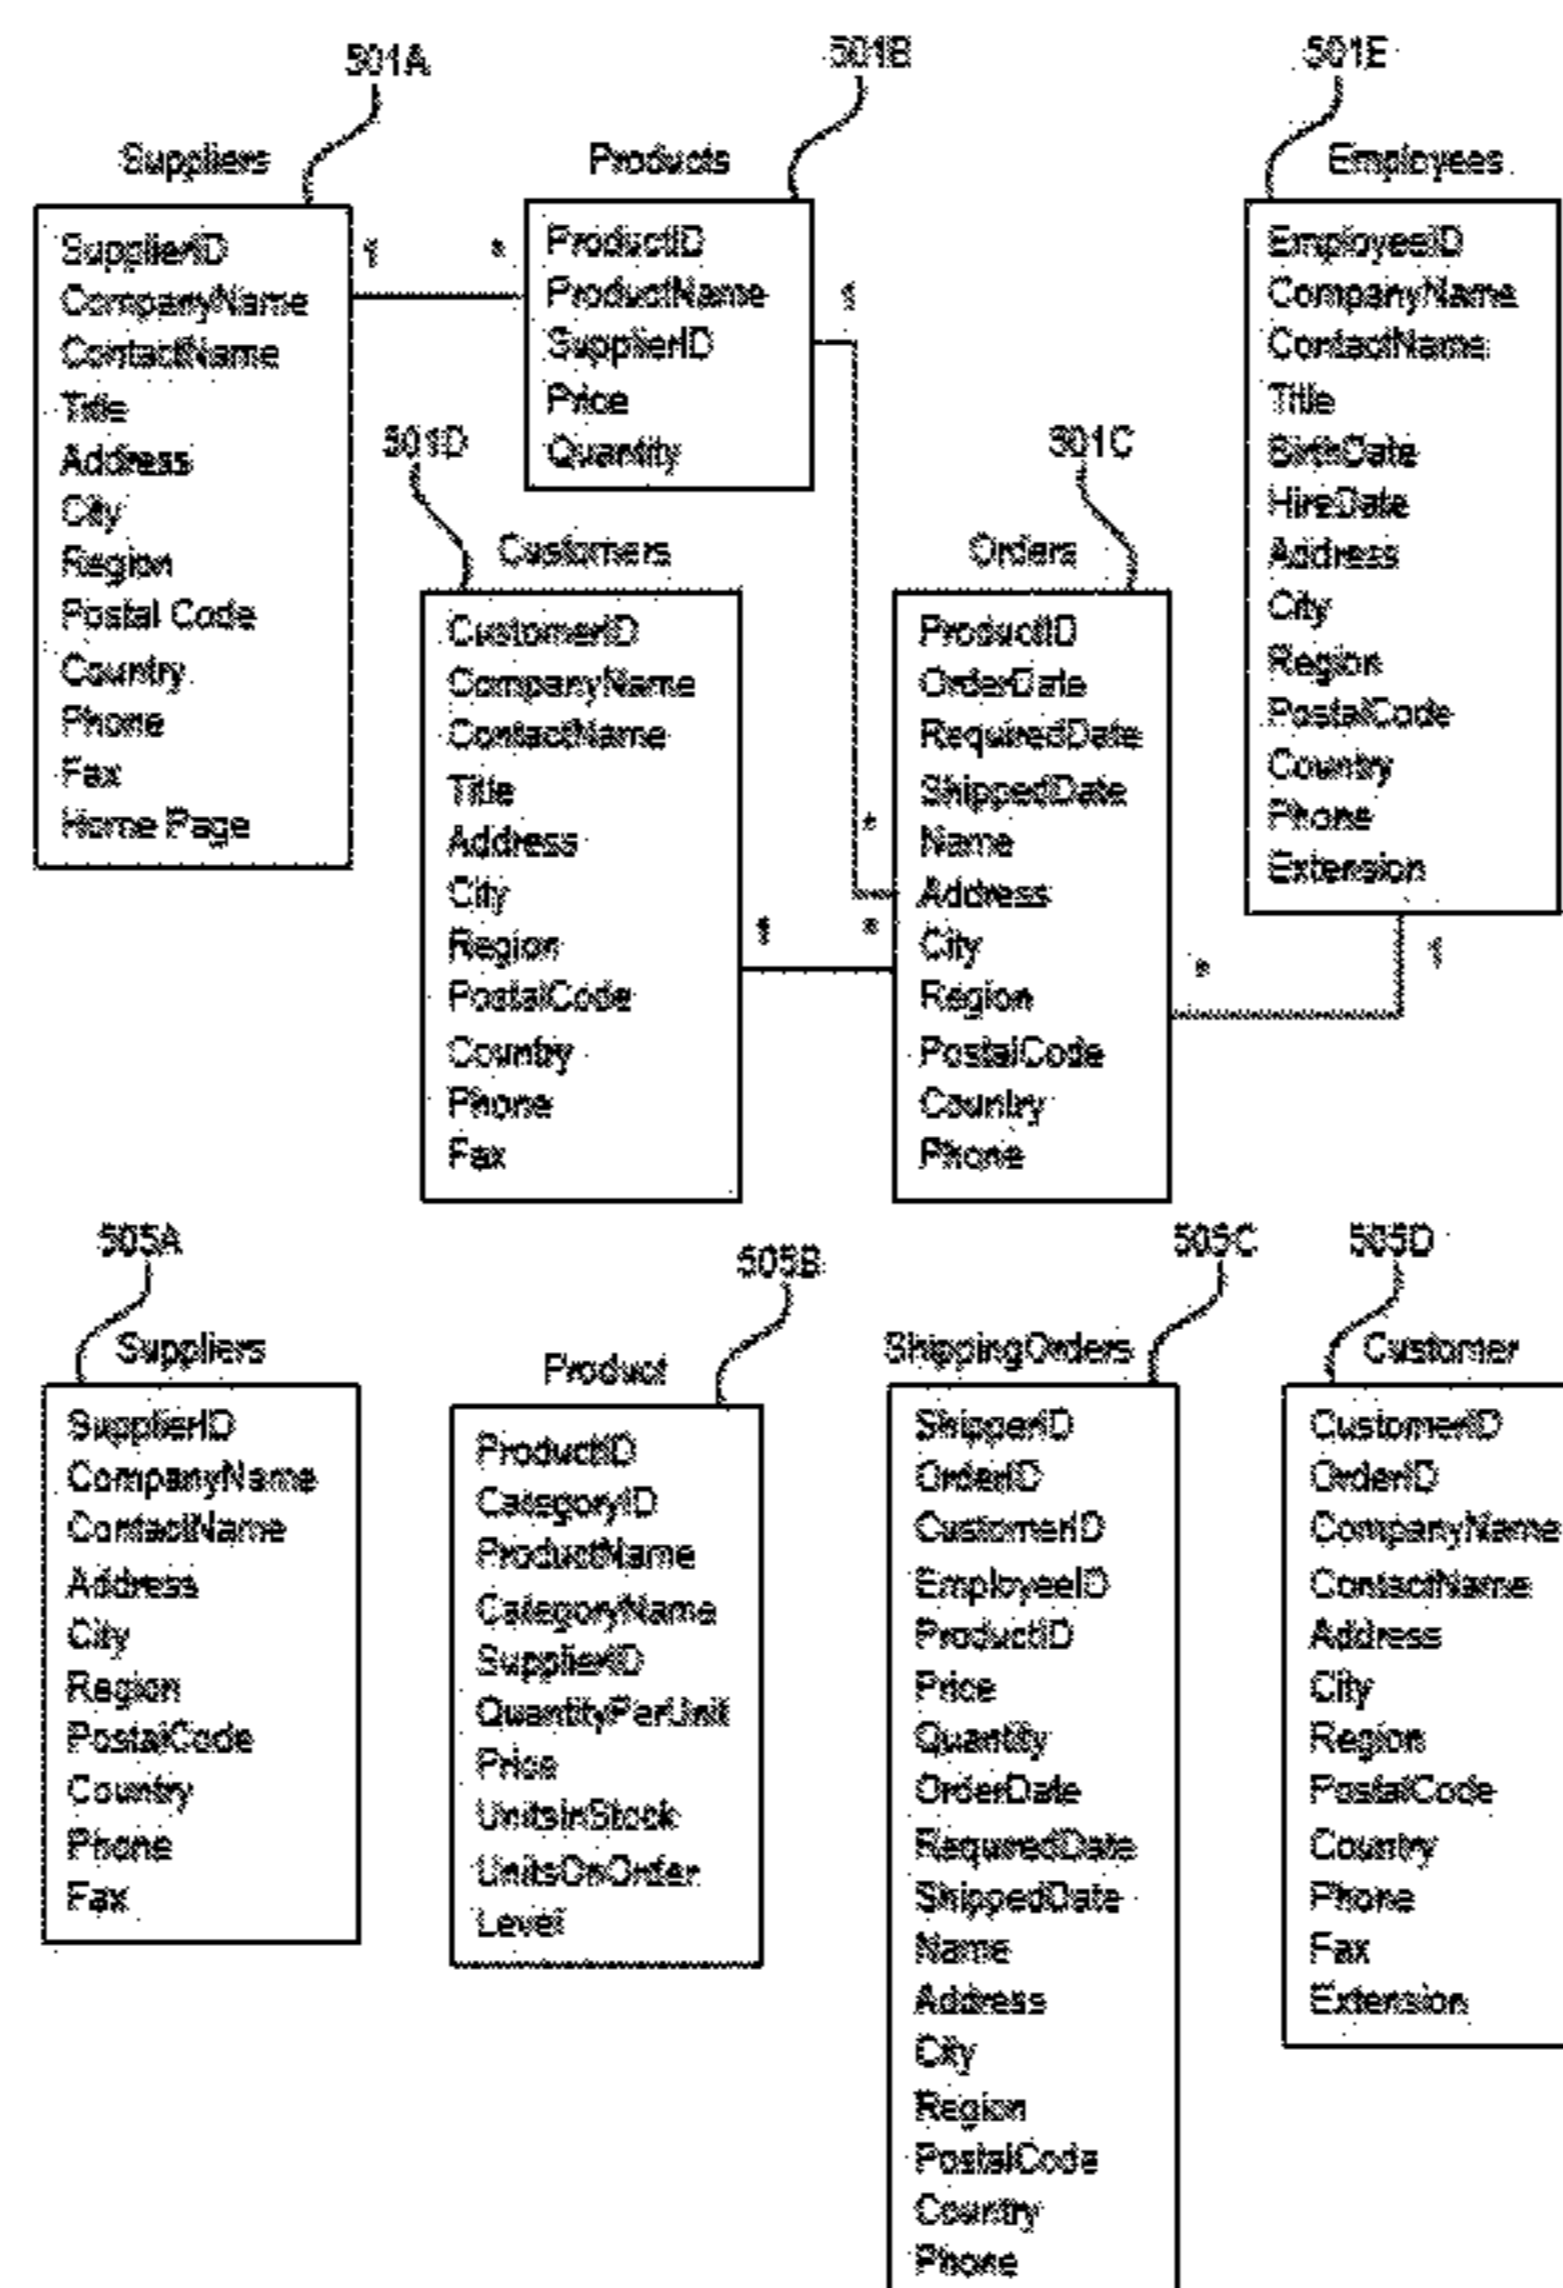 501A
Suppliers
SupplierID
CompanyName
ContactName
Title
Address
City
Region
Postal Code
Country
Phone
Fax
Home Page
1
*
501B
Products
ProductID
ProductName
SupplierID
Price
Quantity
1
*
501E
Employees
EmployeeID
CompanyName
ContactName
Title
BirthDate
HireDate
Address
City
Region
PostalCode
Country
Phone
Extension
1
*
501D
Customers
CustomerID
CompanyName
ContactName
Title
Address
City
Region
PostalCode
Country
Phone
Fax
*
501C
Orders
ProductID
OrderDate
RequiredDate
ShippedDate
Name
Address
City
Region
PostalCode
Country
Phone
505A
Suppliers
SupplierID
CompanyName
ContactName
Address
City
Region
PostalCode
Country
Phone
Fax
505B
Product
ProductID
CategoryID
ProductName
CategoryName
SupplierID
QuantityPerUnit
Price
UnitsInStock
UnitsOnOrder
Level
505C
ShippingOrders
ShipperID
OrderID
CustomerID
EmployeeID
ProductID
Price
Quantity
OrderDate
RequiredDate
ShippedDate
Name
Address
City
Region
PostalCode
Country
Phone
505D
Customer
CustomerID
OrderID
CompanyName
ContactName
Address
City
Region
PostalCode
Country
Phone
Fax
Extension